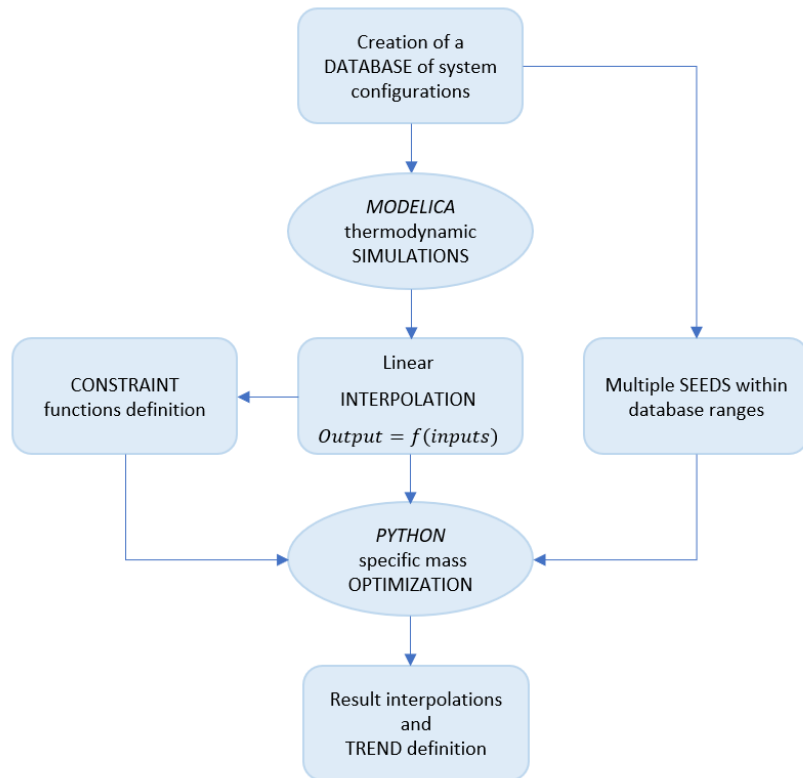 Creation of a
DATABASE of system
configurations
MODELICA
thermodynamic
SIMULATIONS
CONSTRAINT
functions definition
Linear
INTERPOLATION
Output = f(inputs)
Multiple SEEDS within
database ranges
PYTHON
specific mass
OPTIMIZATION
Result interpolations
and
TREND definition